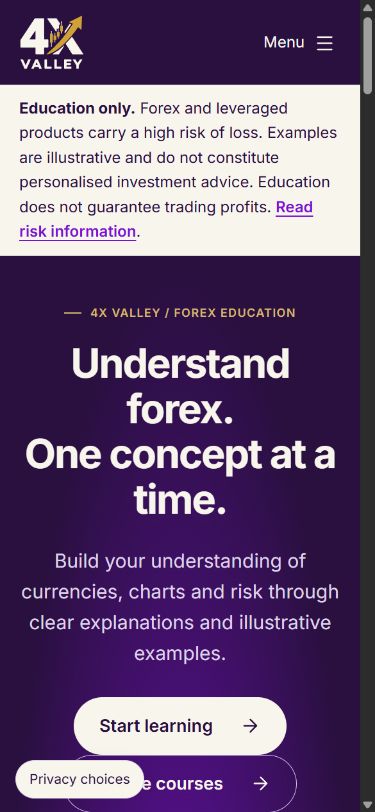 4X
VALLEY
Menu
Education only. Forex and leveraged
products carry a high risk of loss. Examples
are illustrative and do not constitute
personalised investment advice. Education
does not guarantee trading profits. Read
risk information.
4X VALLEY / FOREX EDUCATION
Understand
forex.
One concept at a
time.
Build your understanding of
currencies, charts and risk through
clear explanations and illustrative
examples.
Start learning
courses
Privacy choices